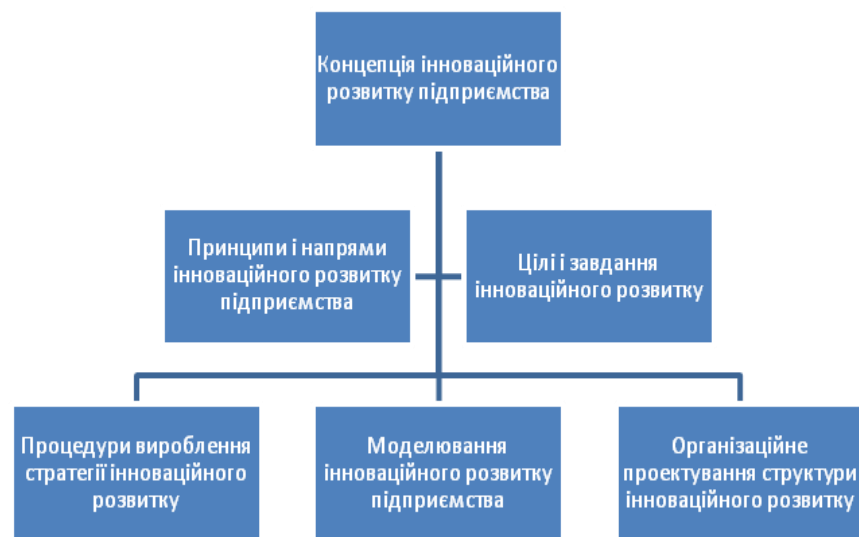 Концепція інноваційного
розвитку підприємства
Принципи і напрями
інноваційного розвитку
підприємства
Цілі і завдання
інноваційного розвитку
Процедури вироблення
стратегії інноваційного
розвитку
Моделювання
інноваційного розвитку
підприємства
Організаційне
проектування структури
інноваційного розвитку